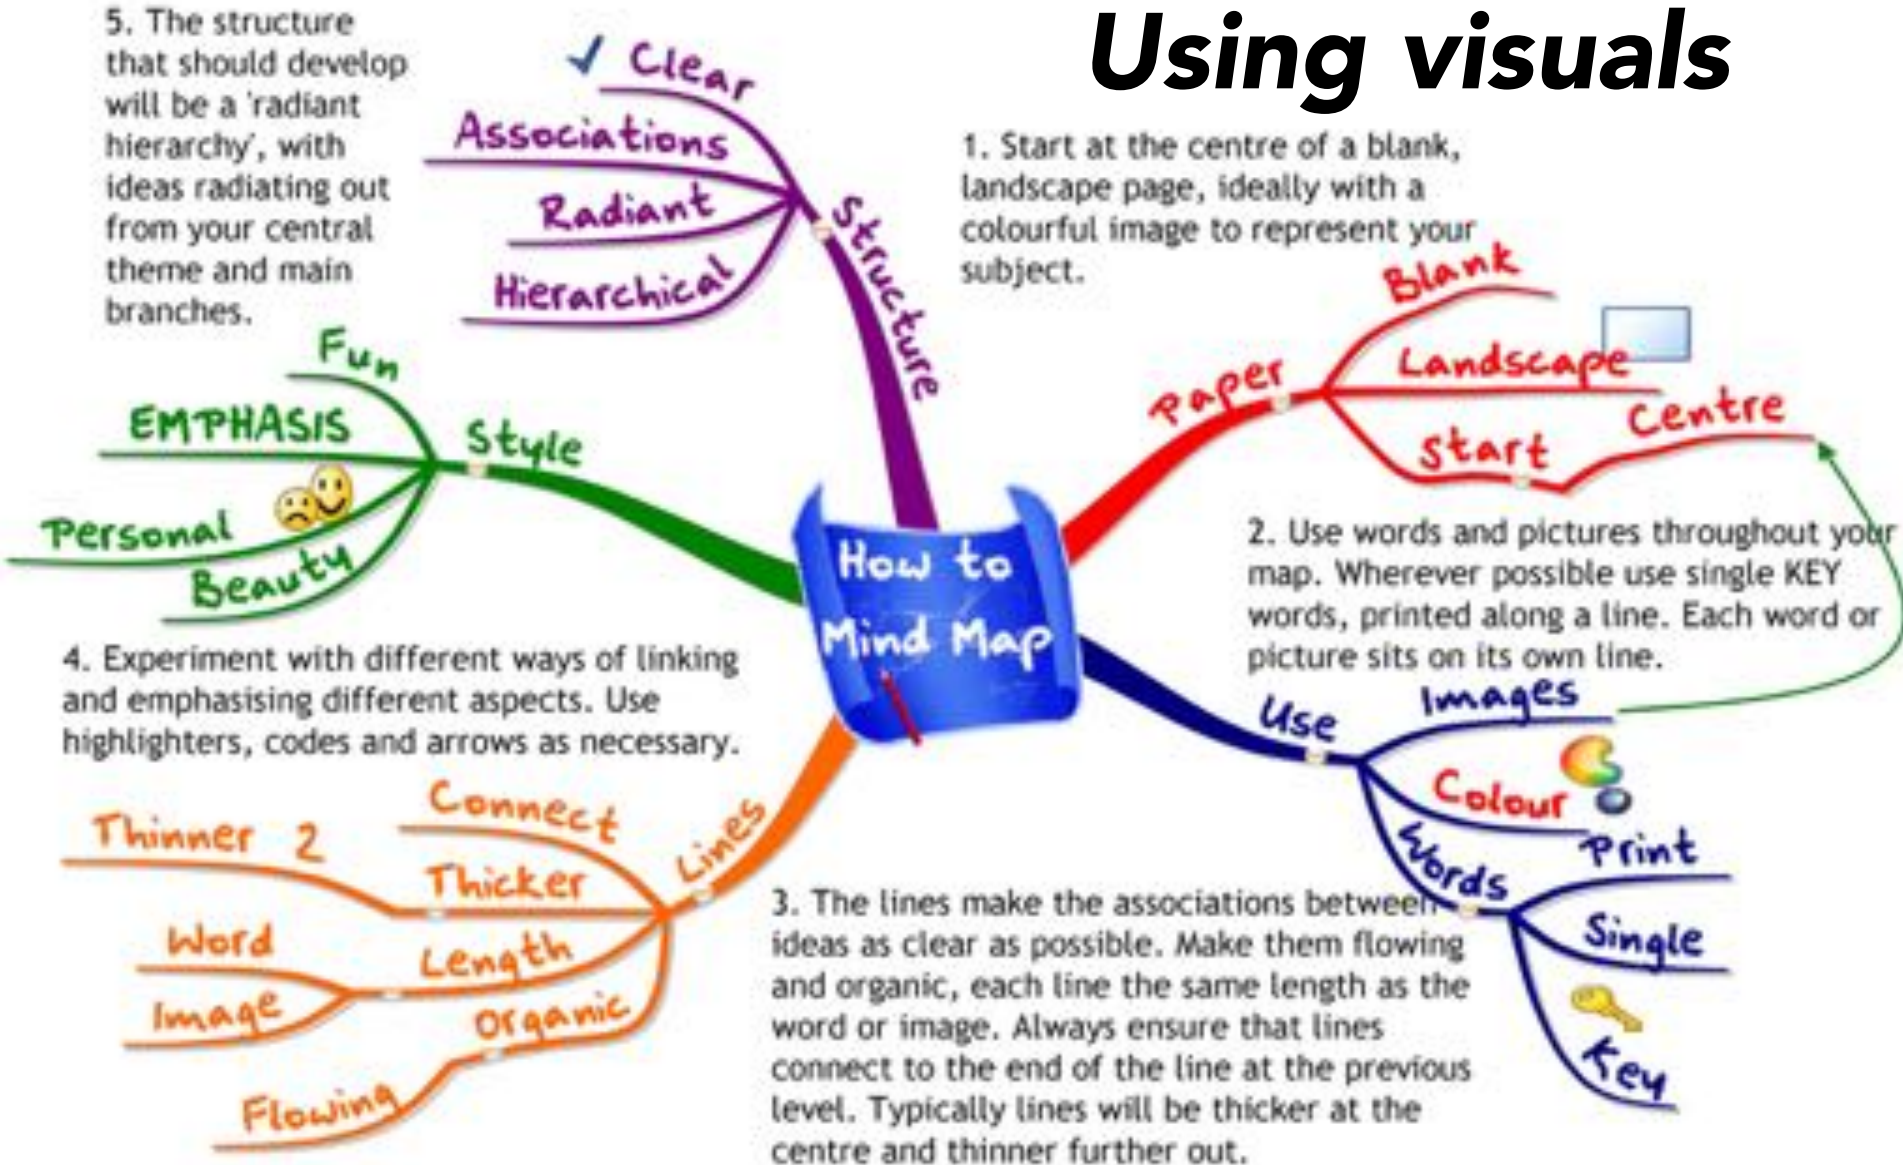 Using visuals
1. Start at the centre of a blank,
landscape page, ideally with a
colourful image to represent your
subject.
Paper
Blank
Landscape
Start
Centre
2. Use words and pictures throughout your
map. Wherever possible use single KEY
words, printed along a line. Each word or
picture sits on its own line.
Use
Images
Colour
Words
Print
Single
Key
3. The lines make the associations between
ideas as clear as possible. Make them flowing
and organic, each line the same length as the
word or image. Always ensure that lines
connect to the end of the line at the previous
level. Typically lines will be thicker at the
centre and thinner further out.
Lines
Connect
Thicker
Thinner 2
Length
Word
Image
Organic
Flowing
4. Experiment with different ways of linking
and emphasising different aspects. Use
highlighters, codes and arrows as necessary.
Style
Fun
EMPHASIS
Personal
Beauty
5. The structure
that should develop
will be a 'radiant
hierarchy', with
ideas radiating out
from your central
theme and main
branches.
Structure
Clear
Associations
Radiant
Hierarchical
How to
Mind Map